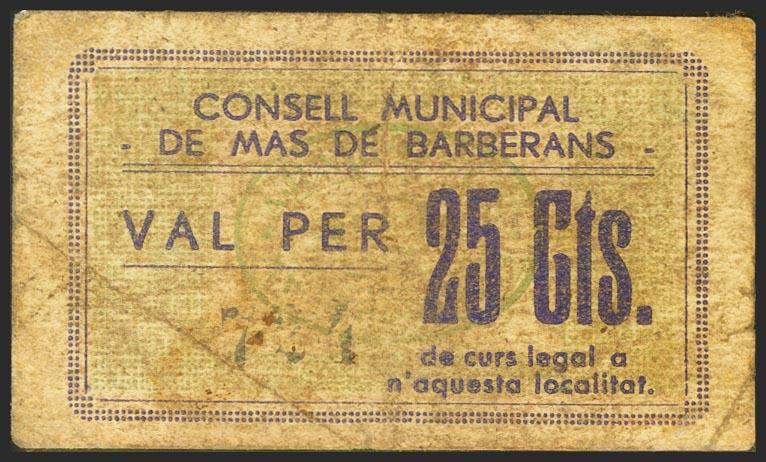 CONSELL MUNICIPAL
- DE MAS DE BARBERANS -
VAL PER 25 Cts.
de curs legal a
n'aquesta localitat.